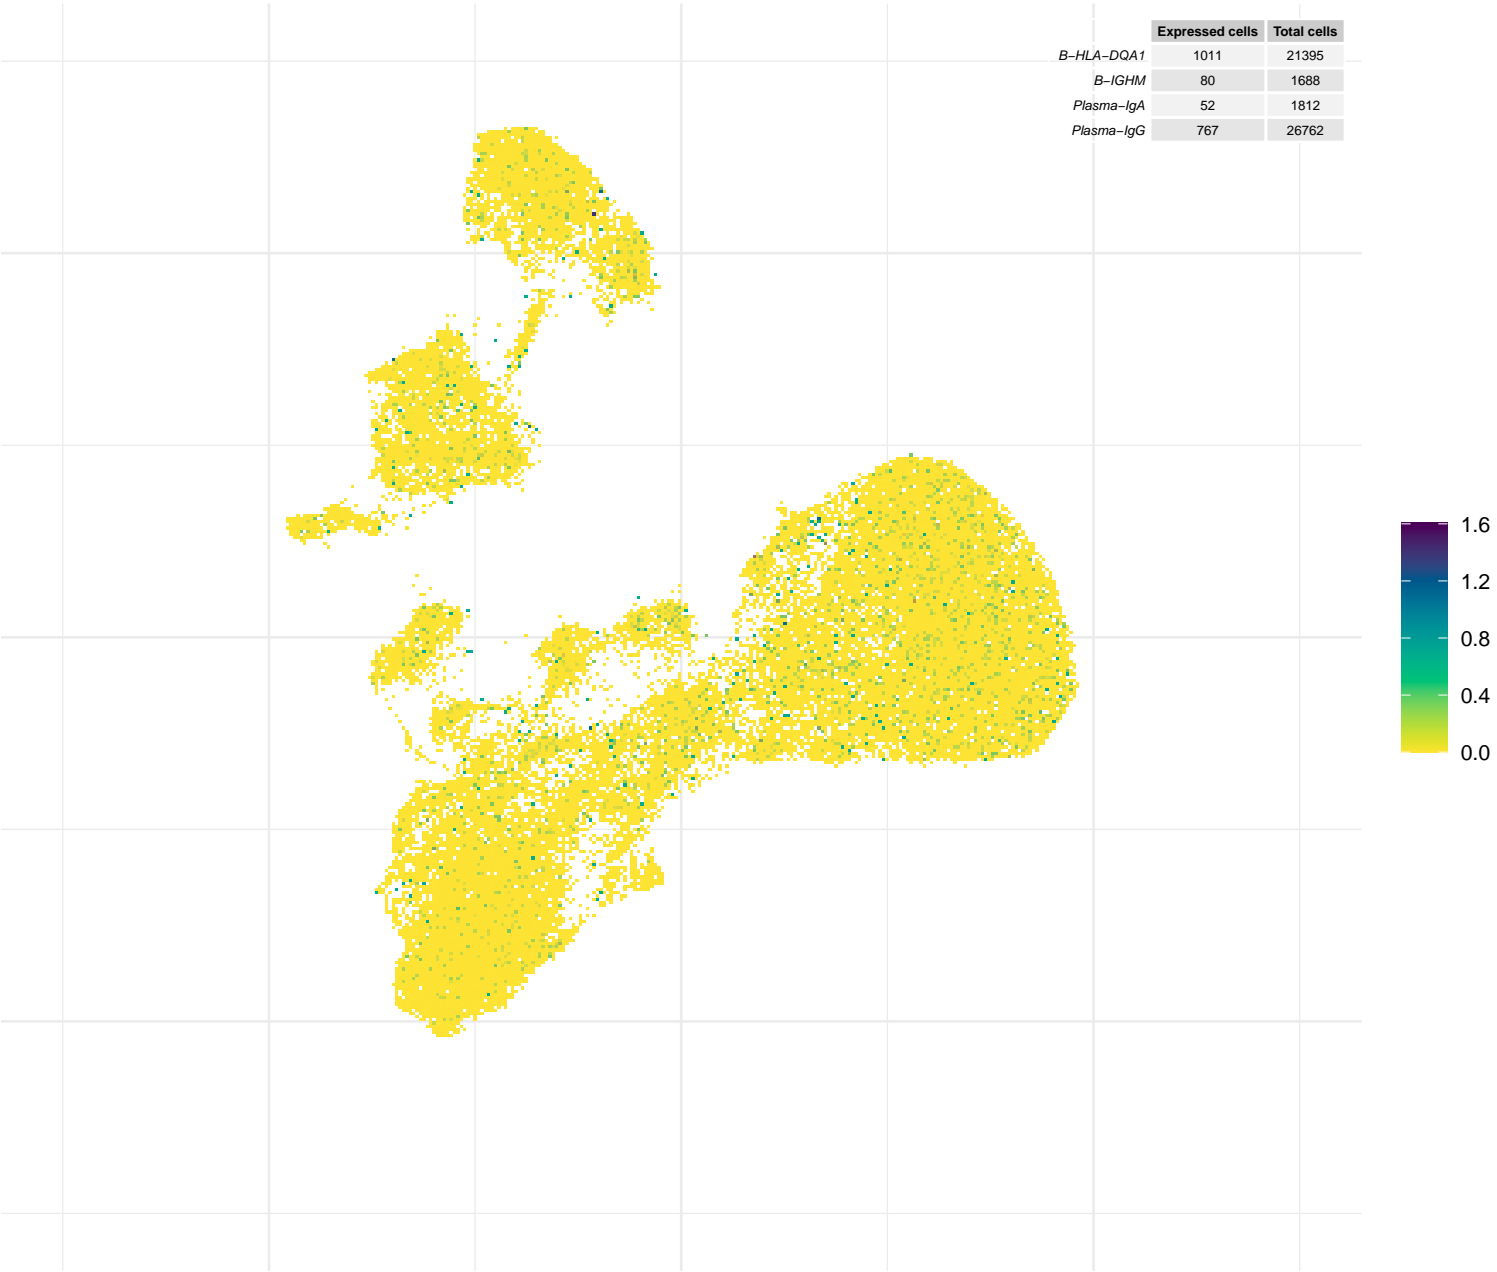 Expressed cells Total cells
B−HLA−DQA1 1011 21395
B−IGHM 80 1688
Plasma−IgA 52 1812
Plasma−IgG 767 26762
1.6
1.2
0.8
0.4
0.0